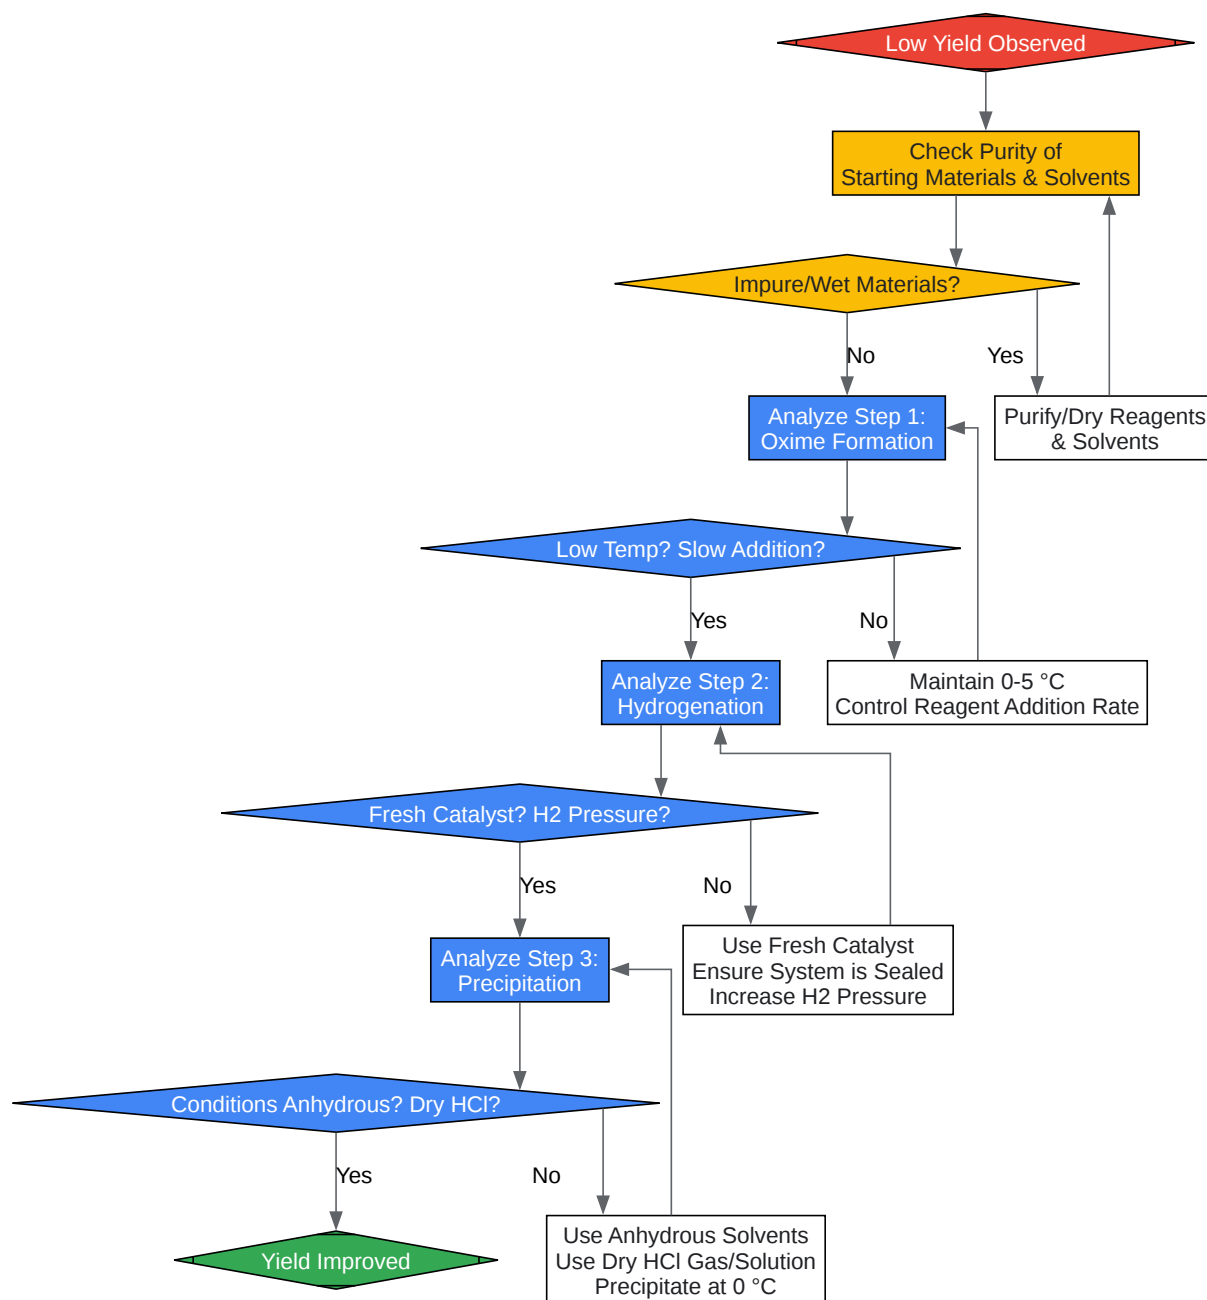 Low Yield Observed
Check Purity of
Starting Materials & Solvents
Impure/Wet Materials?
No
Yes
Analyze Step 1:
Oxime Formation
Purify/Dry Reagents
& Solvents
Low Temp? Slow Addition?
Yes
No
Analyze Step 2:
Hydrogenation
Maintain 0-5 °C
Control Reagent Addition Rate
Fresh Catalyst? H2 Pressure?
Yes
No
Analyze Step 3:
Precipitation
Use Fresh Catalyst
Ensure System is Sealed
Increase H2 Pressure
Conditions Anhydrous? Dry HCl?
Yes
No
Yield Improved
Use Anhydrous Solvents
Use Dry HCl Gas/Solution
Precipitate at 0 °C